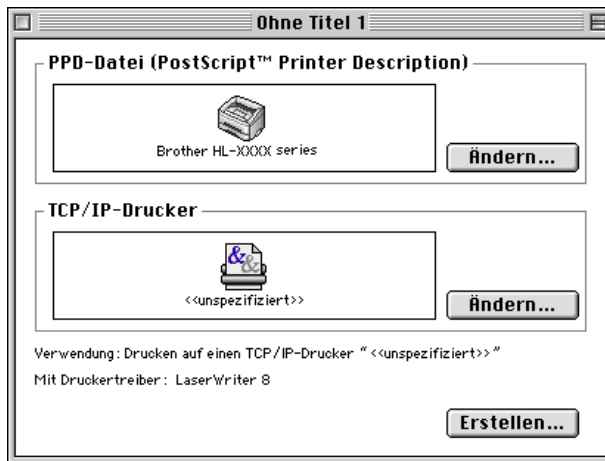 Ohne Titel 1
PPD-Datei (PostScript™ Printer Description)
Brother HL-XXXX series
Ändern...
TCP/IP-Drucker
&&
<<unspezifiziert>>
Ändern...
Verwendung: Drucken auf einen TCP/IP-Drucker “<<unspezifiziert>>”
Mit Druckertreiber: LaserWriter 8
Erstellen...